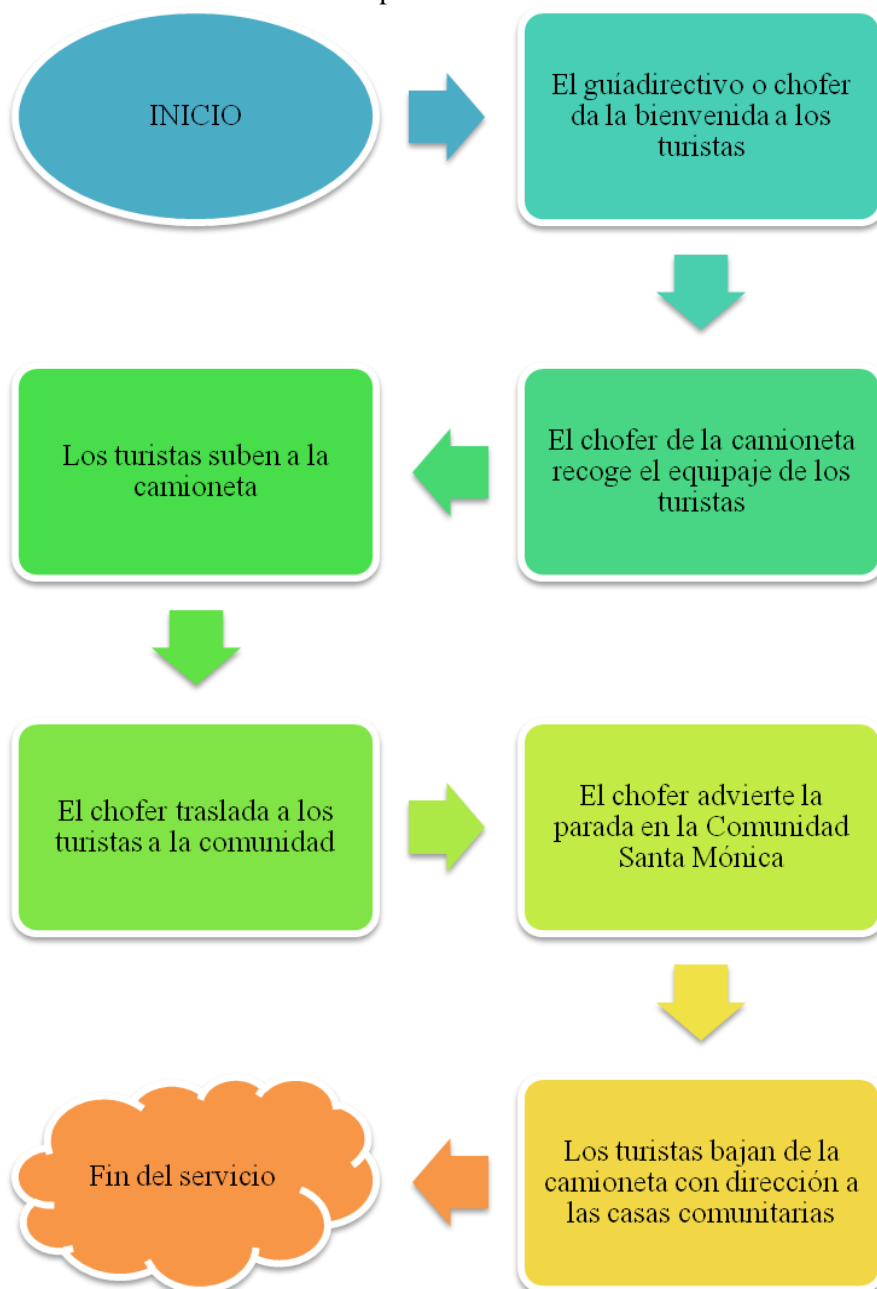 INICIO
El guíadirectivo o chofer
da la bienvenida a los
turistas
El chofer de la camioneta
recoge el equipaje de los
turistas
Los turistas suben a la
camioneta
El chofer traslada a los
turistas a la comunidad
El chofer advierte la
parada en la Comunidad
Santa Mónica
Los turistas bajan de la
camioneta con dirección a
las casas comunitarias
Fin del servicio